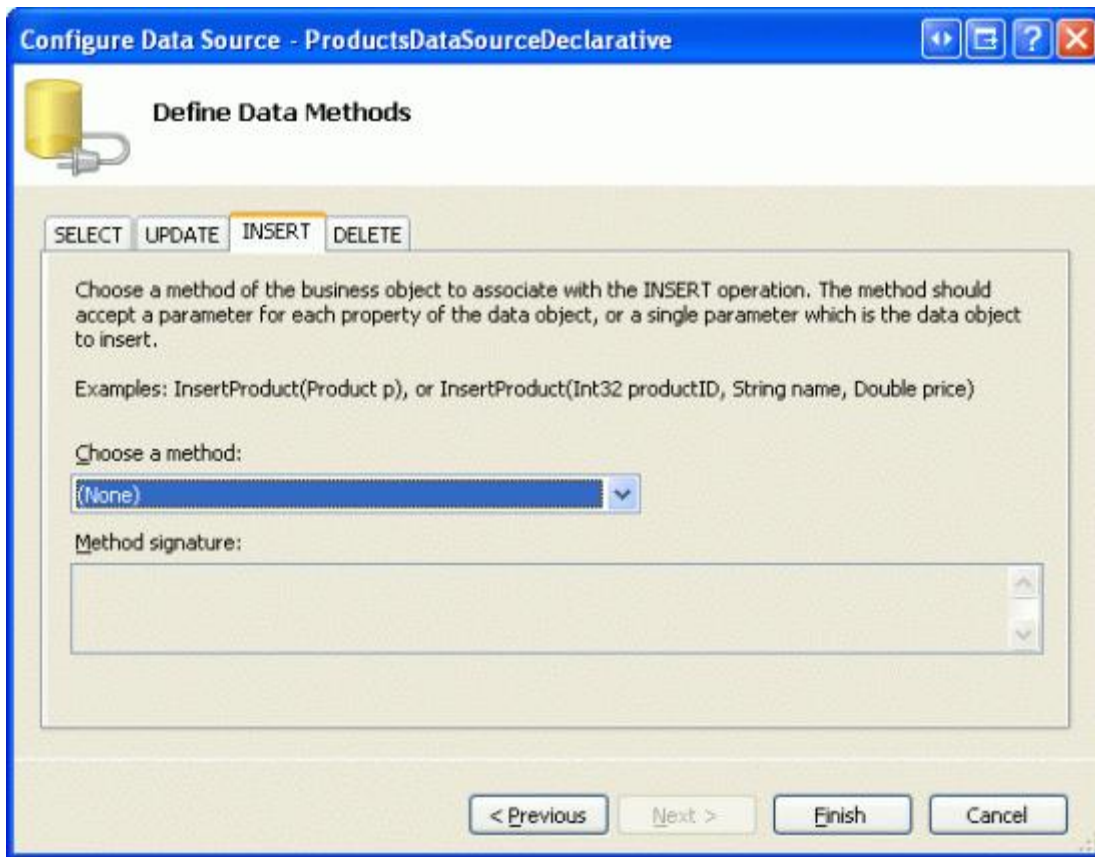 Configure Data Source - ProductsDataSourceDeclarative
Define Data Methods
SELECT UPDATE INSERT DELETE
Choose a method of the business object to associate with the INSERT operation. The method should
accept a parameter for each property of the data object, or a single parameter which is the data object
to insert.
Examples: InsertProduct(Product p), or InsertProduct(Int32 productID, String name, Double price)
Choose a method:
(None)
Method signature:
< Previous Next > Finish Cancel